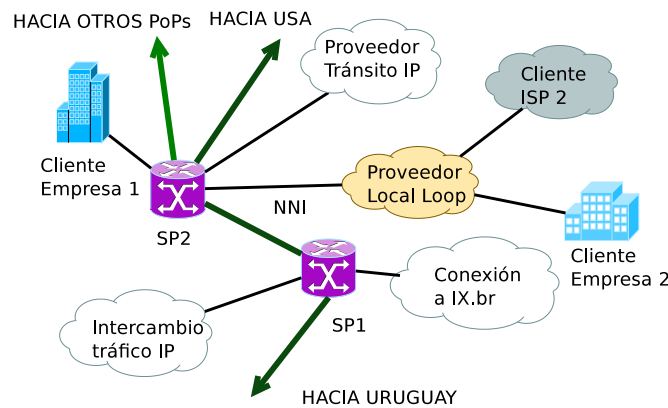 HACIA OTROS PoPs
HACIA USA
Proveedor
Tránsito IP
Cliente
ISP 2
Cliente
Empresa 1
Proveedor
Local Loop
NNI
SP2
Cliente
Empresa 2
Conexión
a IX.br
SP1
Intercambio
tráfico IP
HACIA URUGUAY